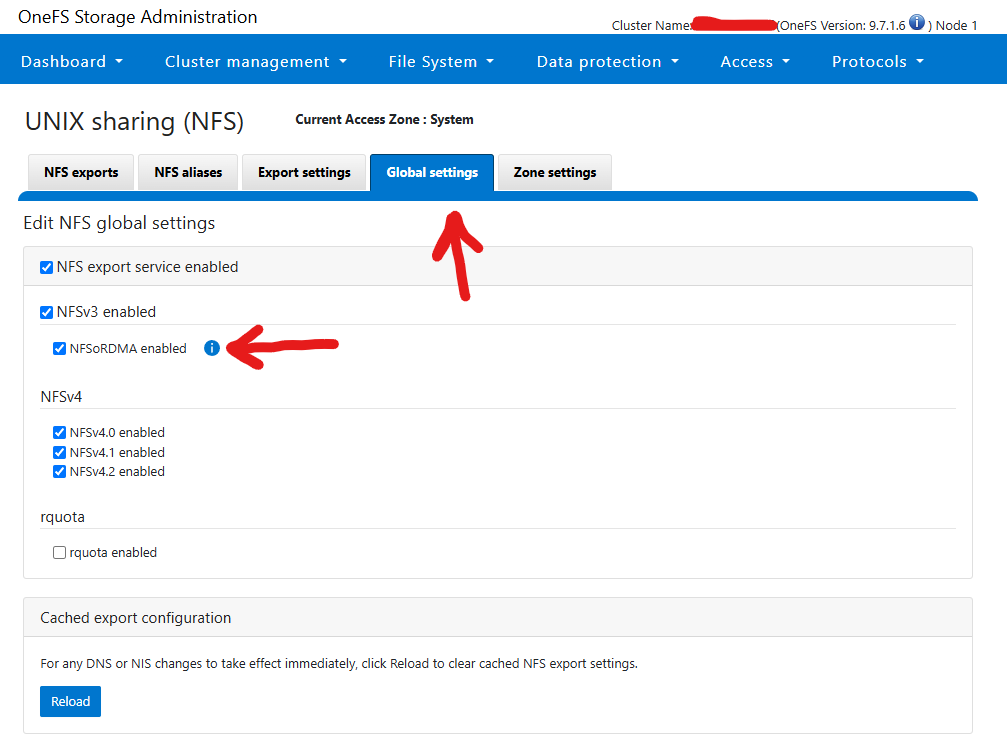 OneFS Storage Administration
Cluster Name: (OneFS Version: 9.7.1.6 i ) Node 1
Dashboard Cluster management File System Data protection Access Protocols
UNIX sharing (NFS) Current Access Zone : System
NFS exports NFS aliases Export settings Global settings Zone settings
Edit NFS global settings
NFS export service enabled
NFSv3 enabled
NFSoRDMA enabled i
NFSv4
NFSv4.0 enabled
NFSv4.1 enabled
NFSv4.2 enabled
rquota
rquota enabled
Cached export configuration
For any DNS or NIS changes to take effect immediately, click Reload to clear cached NFS export settings.
Reload